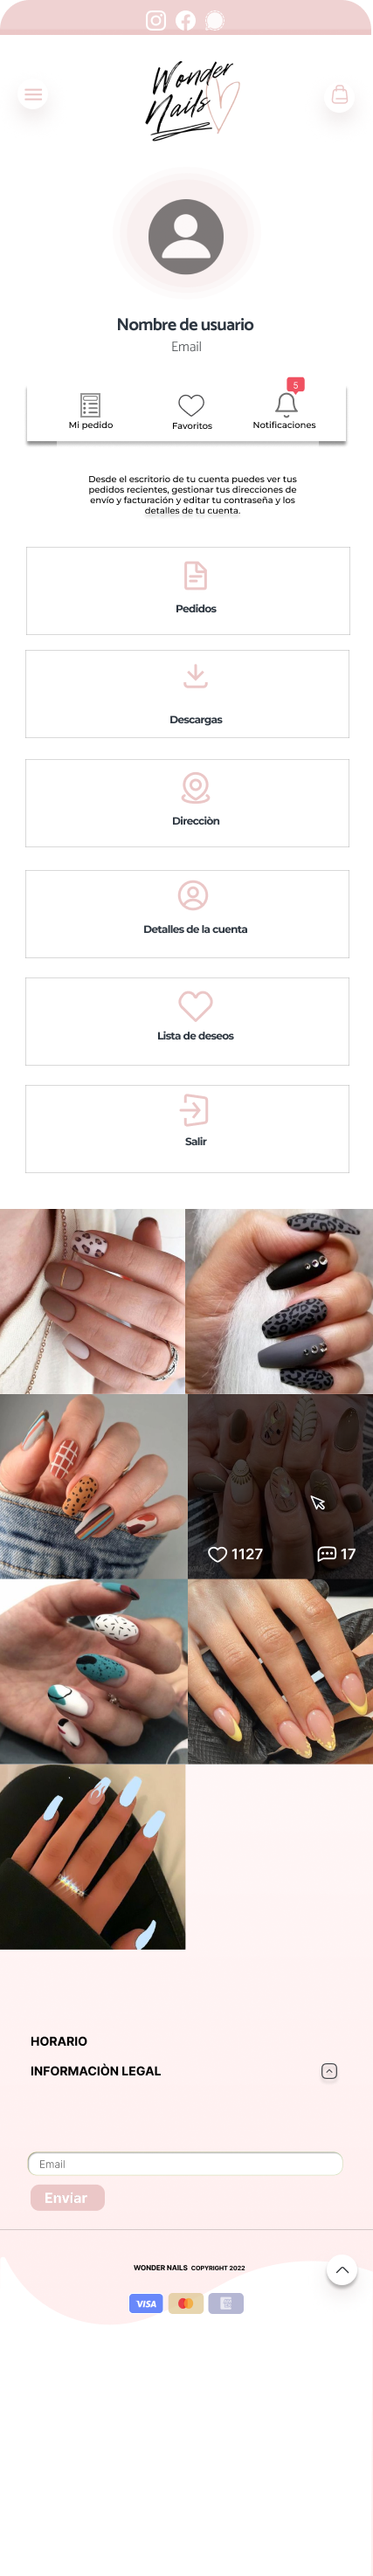 Wonder
Nails
Nombre de usuario
Email
5
Mi pedido
Favoritos
Notificaciones
Desde el escritorio de tu cuenta puedes ver tus
pedidos recientes, gestionar tus direcciones de
envío y facturación y editar tu contraseña y los
detalles de tu cuenta.
Pedidos
Descargas
Direcciòn
Detalles de la cuenta
Lista de deseos
Salir
1127
17
HORARIO
INFORMACIÒN LEGAL
Email
Enviar
WONDER NAILS COPYRIGHT 2022
VISA